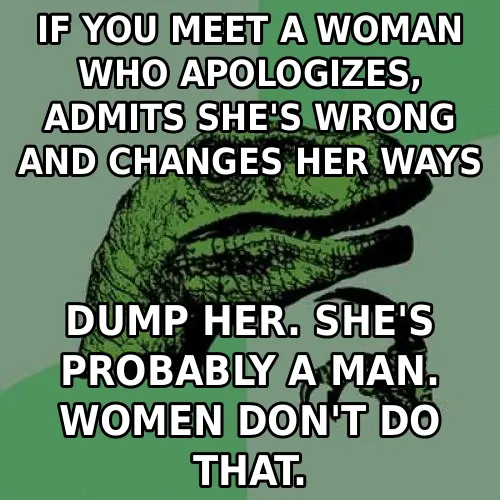 IF YOU MEET A WOMAN
WHO APOLOGIZES,
ADMITS SHE'S WRONG
AND CHANGES HER WAYS
DUMP HER. SHE'S
PROBABLY A MAN.
WOMEN DON'T DO
THAT.